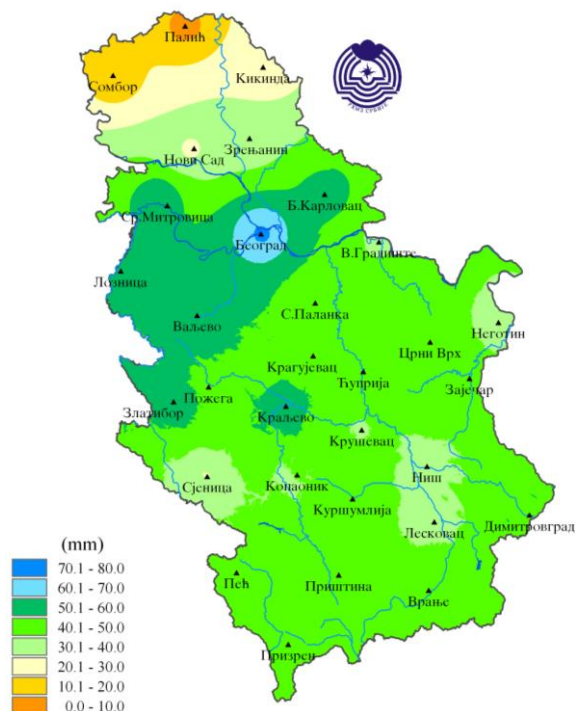 Палић
Кикинда
Сомбор
Зрењанин
Нови Сад
Б.Карловац
Ср.Митровица
Београд
В.Градиште
Лозница
С.Паланка
Ваљево
Неготин
Црни Врх
Крагујевац
Ћуприја
Зајечар
Пожега
Златибор
Краљево
Крушевац
Ниш
Сјеница
Копаоник
Куршумлија
Лесковац
Димитровград
(mm)
70.1 - 80.0
60.1 - 70.0
50.1 - 60.0
40.1 - 50.0
30.1 - 40.0
20.1 - 30.0
10.1 - 20.0
0.0 - 10.0
Пећ
Приштина
Врање
Призрен